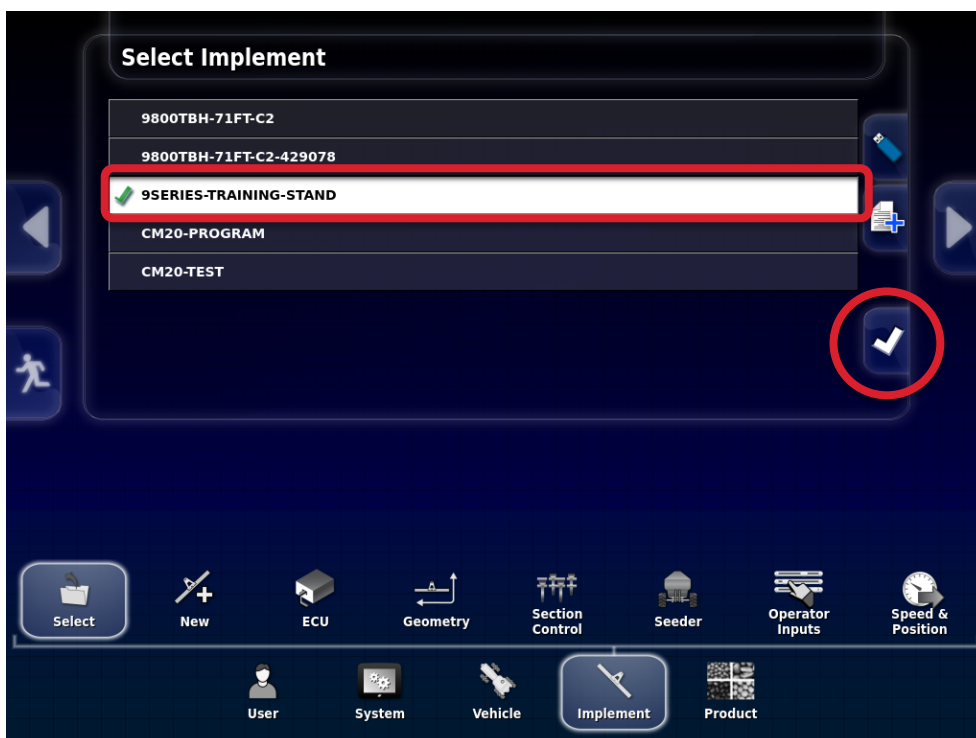 Select Implement
9800TBH-71FT-C2
9800TBH-71FT-C2-429078
9SERIES-TRAINING-STAND
CM20-PROGRAM
CM20-TEST
Select
New
ECU
Geometry
Section
Control
Seeder
Operator
Inputs
Speed &
Position
User
System
Vehicle
Implement
Product